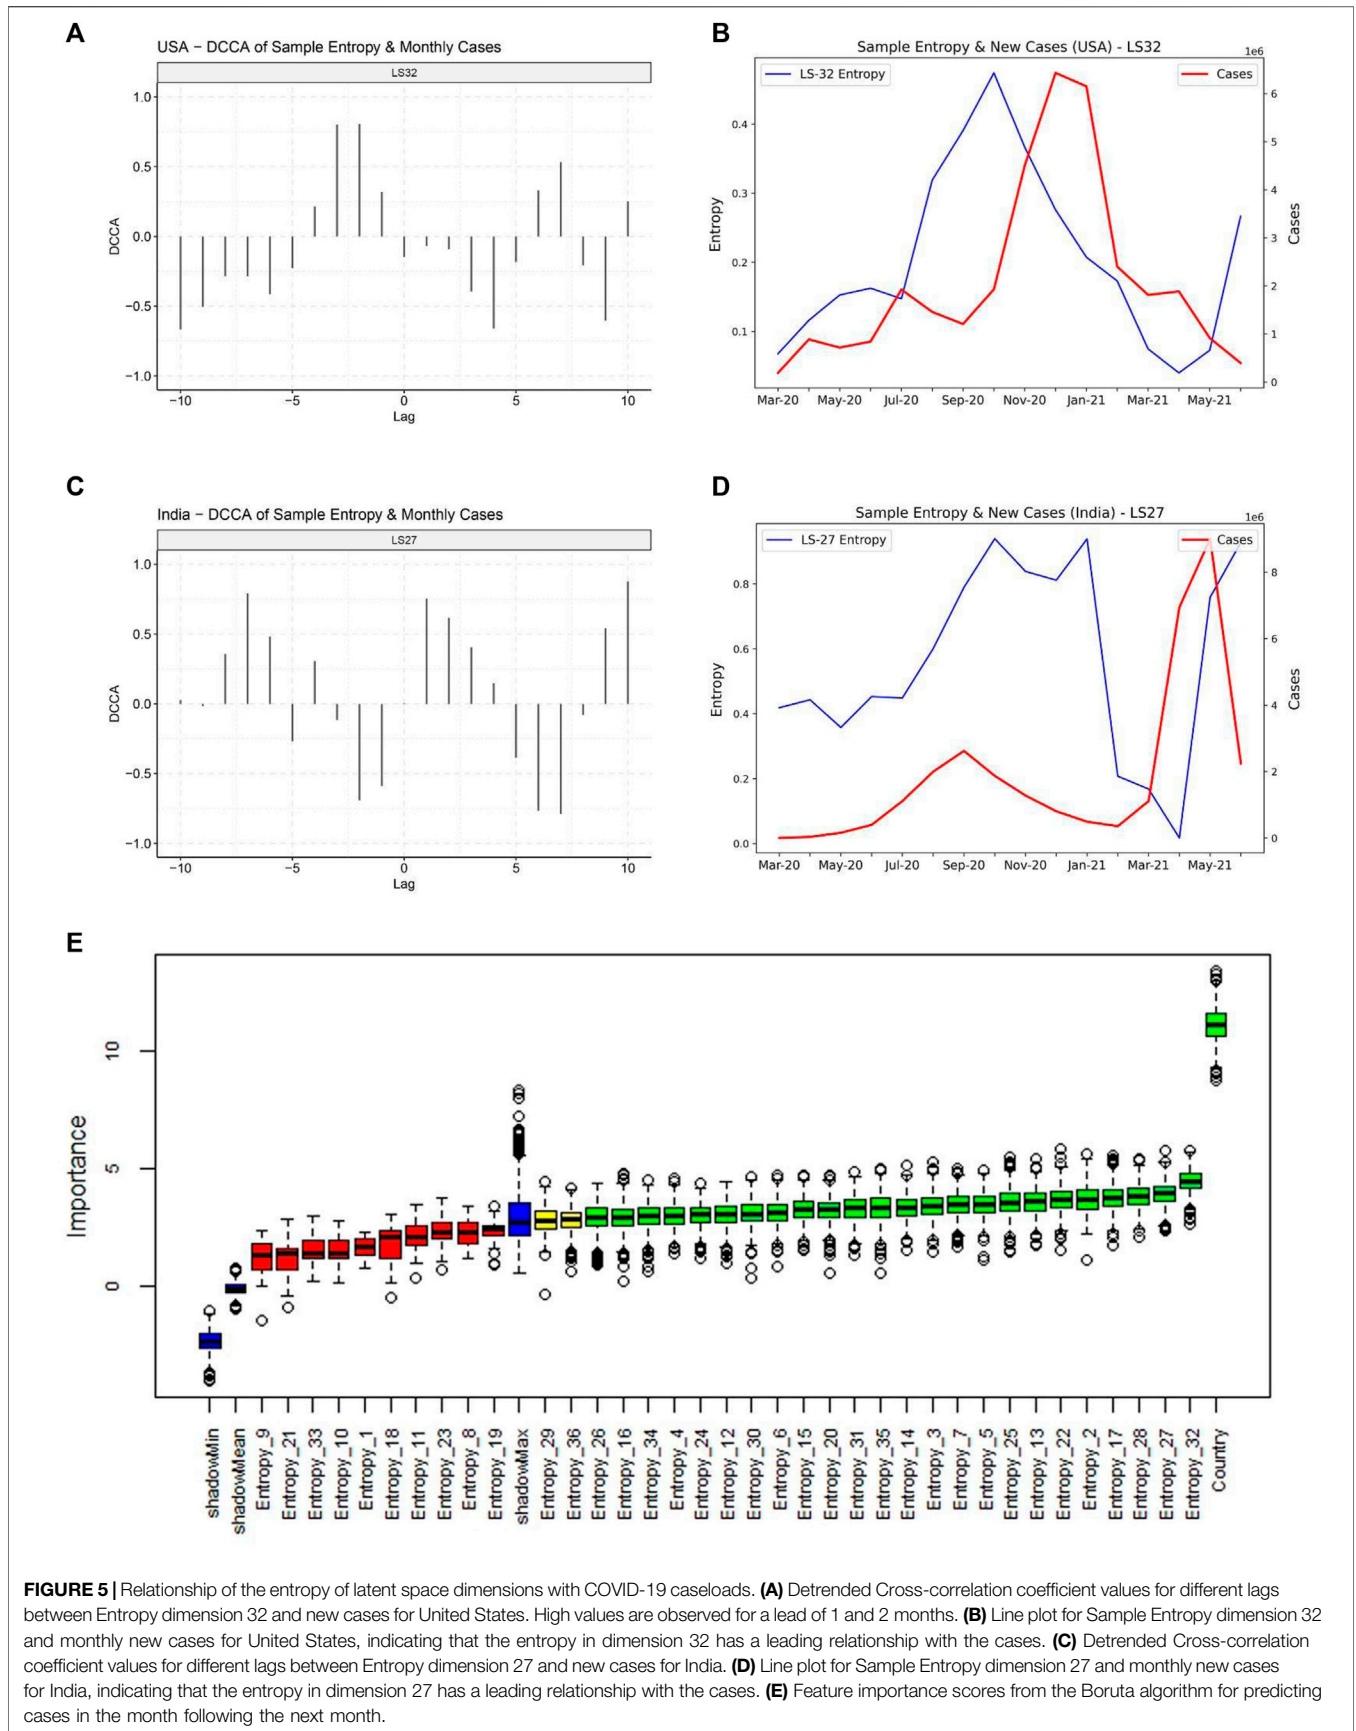 A
USA − DCCA of Sample Entropy & Monthly Cases
LS32
1.0
0.5
0.0
−0.5
−1.0
DCCA
−10
−5
0
5
10
Lag
B
Sample Entropy & New Cases (USA) - LS32
1e6
LS-32 Entropy
Cases
0.4
0.3
0.2
0.1
Entropy
6
5
4
3
2
1
0
Cases
Mar-20
May-20
Jul-20
Sep-20
Nov-20
Jan-21
Mar-21
May-21
C
India − DCCA of Sample Entropy & Monthly Cases
LS27
1.0
0.5
0.0
−0.5
−1.0
DCCA
−10
−5
0
5
10
Lag
D
Sample Entropy & New Cases (India) - LS27
1e6
LS-27 Entropy
Cases
0.8
0.6
0.4
0.2
0.0
Entropy
8
6
4
2
0
Cases
Mar-20
May-20
Jul-20
Sep-20
Nov-20
Jan-21
Mar-21
May-21
E
Importance
10
5
0
shadowMin
shadowMean
Entropy_9
Entropy_21
Entropy_33
Entropy_10
Entropy_1
Entropy_18
Entropy_11
Entropy_23
Entropy_8
Entropy_19
shadowMax
Entropy_29
Entropy_36
Entropy_26
Entropy_16
Entropy_34
Entropy_4
Entropy_24
Entropy_12
Entropy_30
Entropy_6
Entropy_15
Entropy_20
Entropy_31
Entropy_35
Entropy_14
Entropy_3
Entropy_7
Entropy_5
Entropy_25
Entropy_13
Entropy_22
Entropy_2
Entropy_17
Entropy_28
Entropy_27
Entropy_32
Country
FIGURE 5 | Relationship of the entropy of latent space dimensions with COVID-19 caseloads. (A) Detrended Cross-correlation coefficient values for different lags
between Entropy dimension 32 and new cases for United States. High values are observed for a lead of 1 and 2 months. (B) Line plot for Sample Entropy dimension 32
and monthly new cases for United States, indicating that the entropy in dimension 32 has a leading relationship with the cases. (C) Detrended Cross-correlation
coefficient values for different lags between Entropy dimension 27 and new cases for India. (D) Line plot for Sample Entropy dimension 27 and monthly new cases
for India, indicating that the entropy in dimension 27 has a leading relationship with the cases. (E) Feature importance scores from the Boruta algorithm for predicting
cases in the month following the next month.